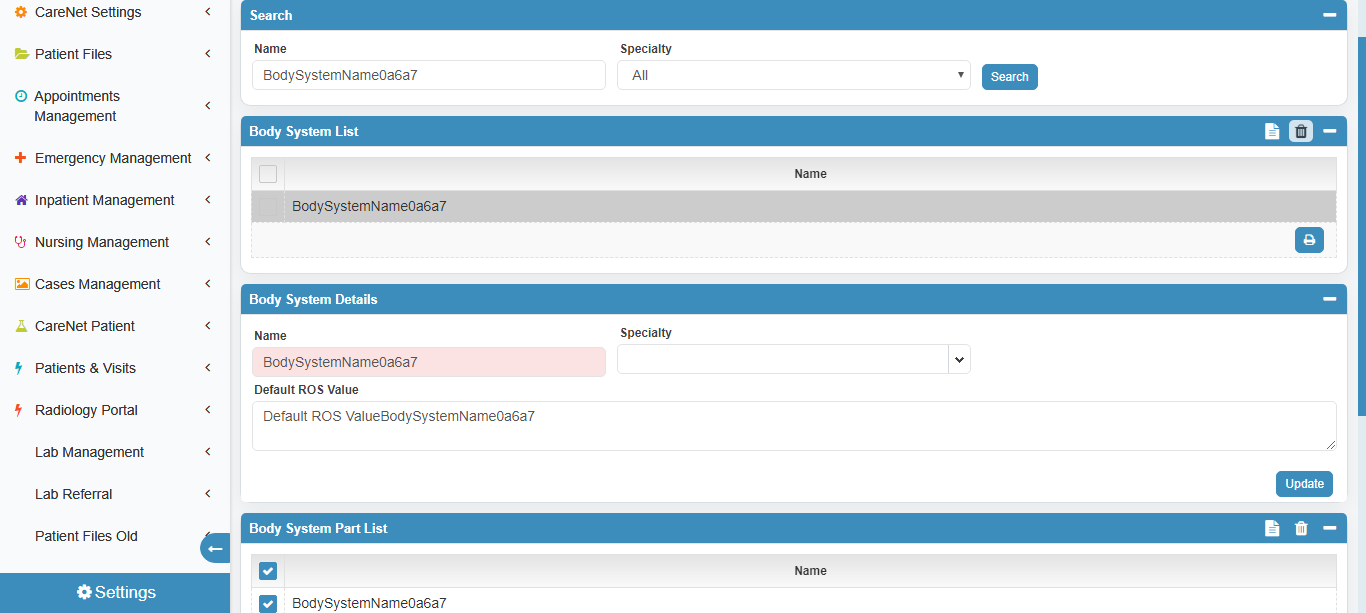 CareNet Settings
Patient Files
Appointments
Management
Emergency Management
Inpatient Management
Nursing Management
Cases Management
CareNet Patient
Patients & Visits
Radiology Portal
Lab Management
Lab Referral
Patient Files Old
Settings
Search
Name
Specialty
BodySystemName0a6a7
All
Search
Body System List
Name
BodySystemName0a6a7
Body System Details
Name
Specialty
BodySystemName0a6a7
Default ROS Value
Default ROS ValueBodySystemName0a6a7
Update
Body System Part List
Name
BodySystemName0a6a7